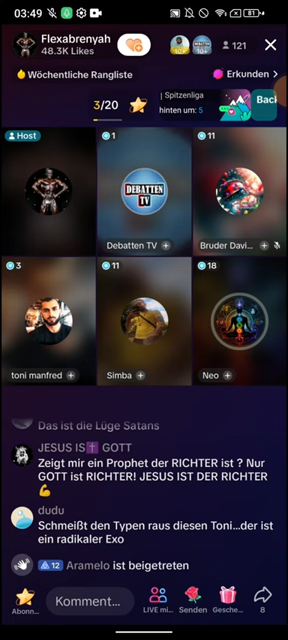 03:49
81
Flexabrenyah
48.3K Likes
121
Wöchentliche Rangliste
Erkunden >
3/20
| Spitzenliga
hinten um: 5
Back
Host
1
11
DEBATTEN
TV
Debatten TV +
Bruder Davi... +
3
11
18
toni manfred +
Simba +
Neo +
Das ist die Lüge Satans
JESUS IS✝️ GOTT
Zeigt mir ein Prophet der RICHTER ist ? Nur
GOTT ist RICHTER! JESUS IST DER RICHTER
💪
dudu
Schmeißt den Typen raus diesen Toni...der ist
ein radikaler Exo
12 Aramelo ist beigetreten
Komment...
Abonn...
LIVE mi...
Senden
Gesche...
8